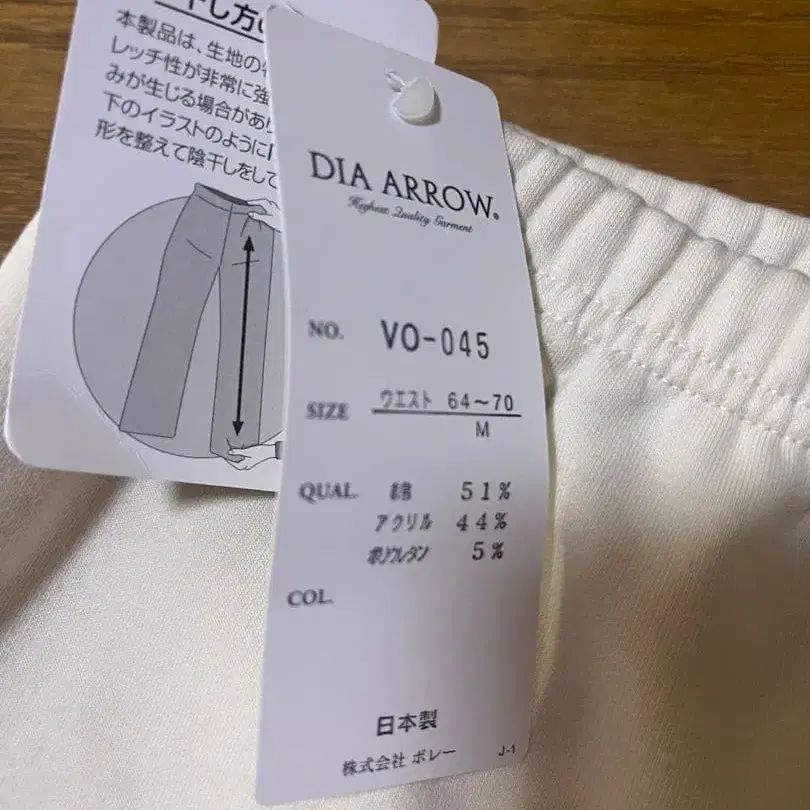 干し方の
本製品は、生地の
レッチ性が非常に強
みが生じる場合があり
下のイラストのように
形を整えて陰干しをして
DIA ARROW®
Highest Quality Garment
NO. VO-045
SIZE ウエスト 64～70
M
QUAL. 綿 51%
アクリル 44%
ポリウレタン 5%
COL.
日本製
株式会社 ボレー J-1